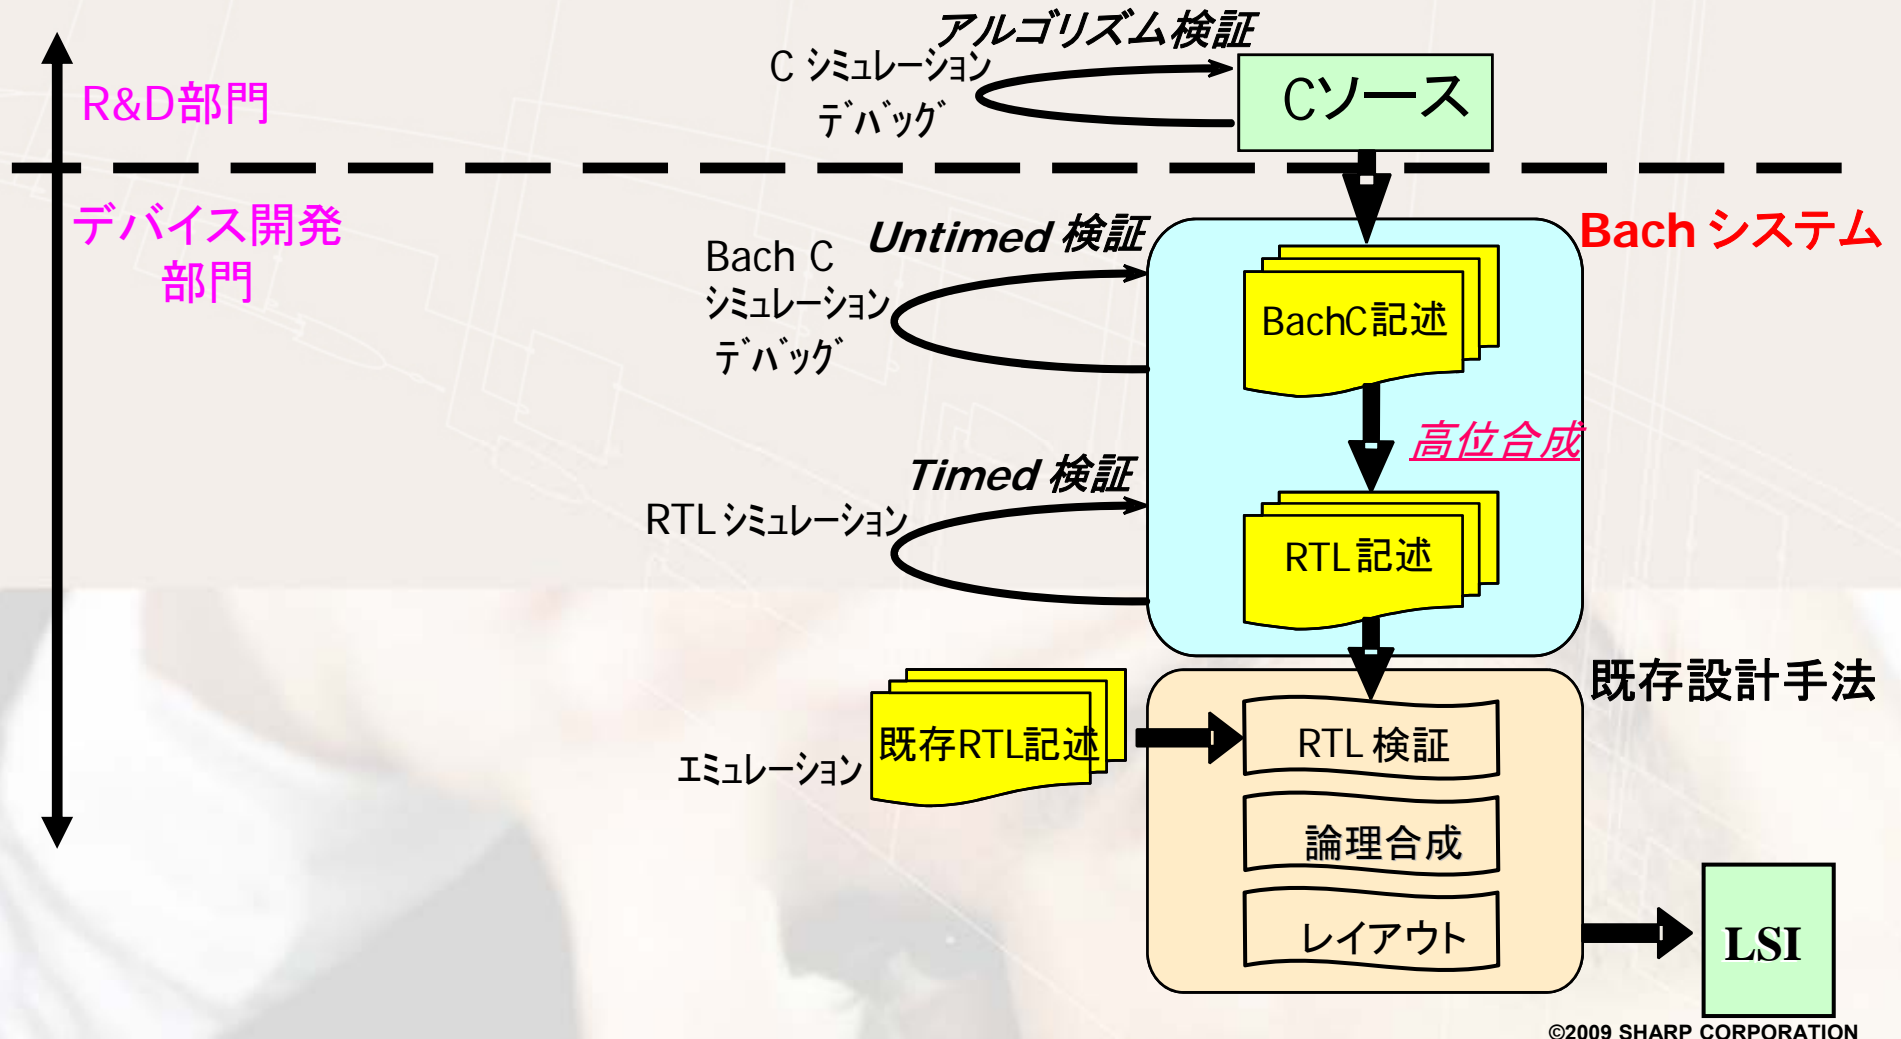 アルゴリズム検証
C シミュレーション
デバッグ
Cソース
R&D部門
デバイス開発
部門
Untimed 検証
Bach C
シミュレーション
デバッグ
Bach システム
BachC記述
高位合成
Timed 検証
RTL シミュレーション
RTL 記述
既存設計手法
既存RTL記述
エミュレーション
RTL 検証
論理合成
レイアウト
LSI
©2009 SHARP CORPORATION